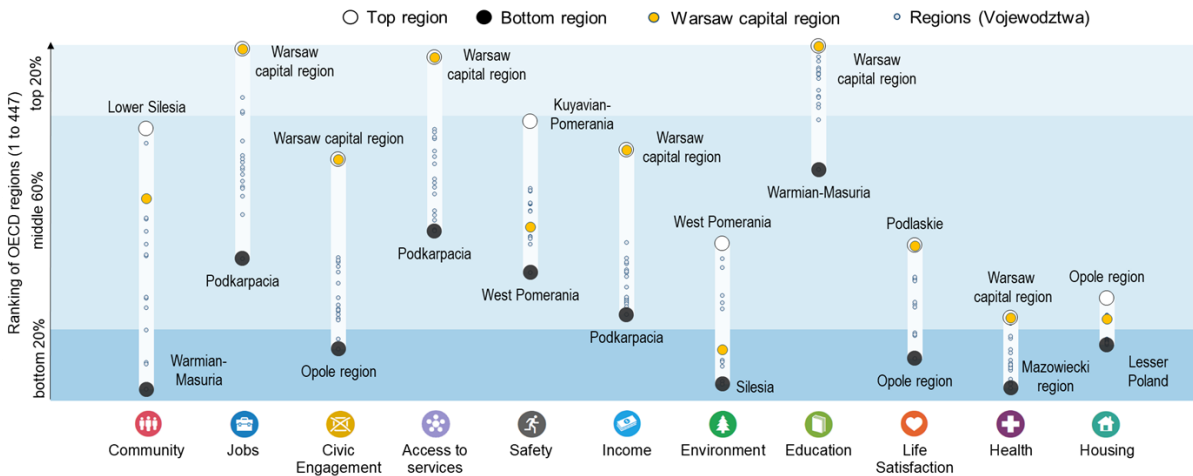 Top region
Bottom region
Warsaw capital region
Regions (Vojewodztwa)
Ranking of OECD regions (1 to 447)
top 20%
middle 60%
bottom 20%
Lower Silesia
Warmian-
Masuria
Warsaw
capital region
Podkarpacia
Warsaw capital region
Opole region
Warsaw
capital region
Podkarpacia
Kuyavian-
Pomerania
West Pomerania
Warsaw
capital region
Podkarpacia
West Pomerania
Silesia
Warsaw
capital region
Warmian-Masuria
Podlaskie
Opole region
Warsaw
capital region
Mazowiecki
region
Opole region
Lesser
Poland
Community
Jobs
Civic
Engagement
Access to
services
Safety
Income
Environment
Education
Life
Satisfaction
Health
Housing